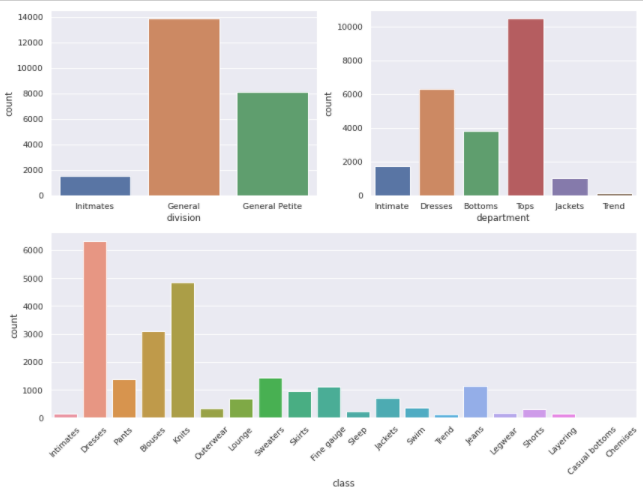 14000
12000
10000
8000
6000
4000
2000
0
count
Initmates General General Petite
division
10000
8000
6000
4000
2000
0
count
Intimate Dresses Bottoms Tops Jackets Trend
department
6000
5000
4000
3000
2000
1000
0
count
Intimates Dresses Pants Blouses Knits Outerwear Lounge Sweaters Skirts Fine gauge Sleep Jackets Swim Trend Jeans Legwear Shorts Layering Casual bottoms Chemises
class